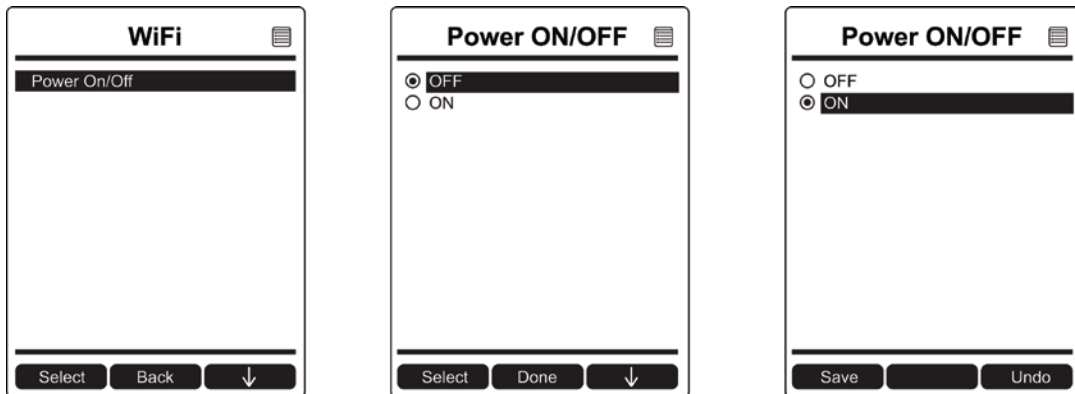 WiFi
Power On/Off
Select Back ↓
Power ON/OFF
OFF
ON
Select Done ↓
Power ON/OFF
OFF
ON
Save Undo